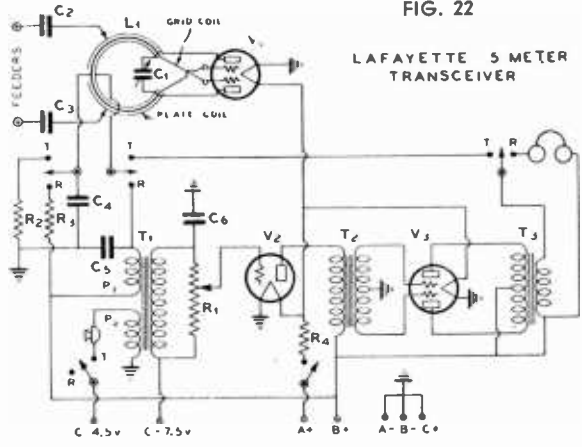 FIG. 22
LAFAYETTE 5 METER
TRANSCEIVER
C2
L1
GRID COIL
V1
C1
FEEDERS
C3
PLATE COIL
T
T
T
R
R
R
R2
R3
C4
C5
T1
C6
P1
P2
R1
V2
T2
V3
T3
R4
T
R
C-4.5v
C-7.5v
A+
B+
A-
B-
C+